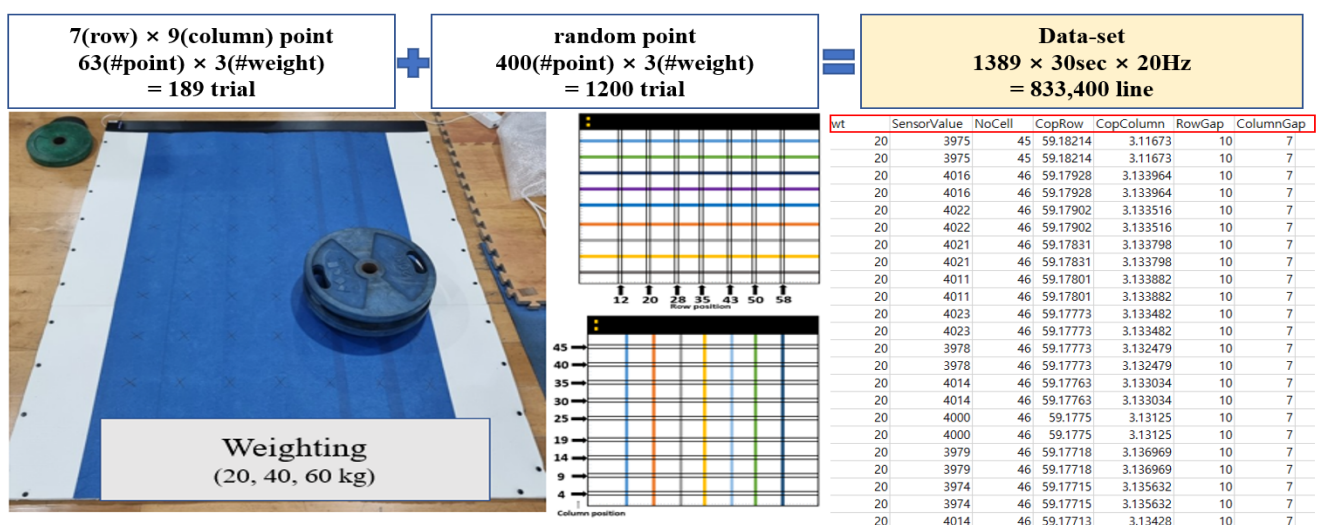 7(row) × 9(column) point
63(#point) × 3(#weight)
= 189 trial
random point
400(#point) × 3(#weight)
= 1200 trial
Data-set
1389 × 30sec × 20Hz
= 833,400 line
Weighting
(20, 40, 60 kg)
12 20 28 35 43 50 58
Row position
45
40
35
30
25
19
14
9
4
Column position
wt SensorValue NoCell CopRow CopColumn RowGap ColumnGap
20 3975 45 59.18214 3.11673 10 7
20 3975 45 59.18214 3.11673 10 7
20 4016 46 59.17928 3.133964 10 7
20 4016 46 59.17928 3.133964 10 7
20 4022 46 59.17902 3.133516 10 7
20 4022 46 59.17902 3.133516 10 7
20 4021 46 59.17831 3.133798 10 7
20 4021 46 59.17831 3.133798 10 7
20 4011 46 59.17801 3.133882 10 7
20 4011 46 59.17801 3.133882 10 7
20 4023 46 59.17773 3.133482 10 7
20 4023 46 59.17773 3.133482 10 7
20 3978 46 59.17773 3.132479 10 7
20 3978 46 59.17773 3.132479 10 7
20 4014 46 59.17763 3.133034 10 7
20 4014 46 59.17763 3.133034 10 7
20 4000 46 59.1775 3.13125 10 7
20 4000 46 59.1775 3.13125 10 7
20 3979 46 59.17718 3.136969 10 7
20 3979 46 59.17718 3.136969 10 7
20 3974 46 59.17715 3.135632 10 7
20 3974 46 59.17715 3.135632 10 7
20 4014 46 59.17713 3.13428 10 7